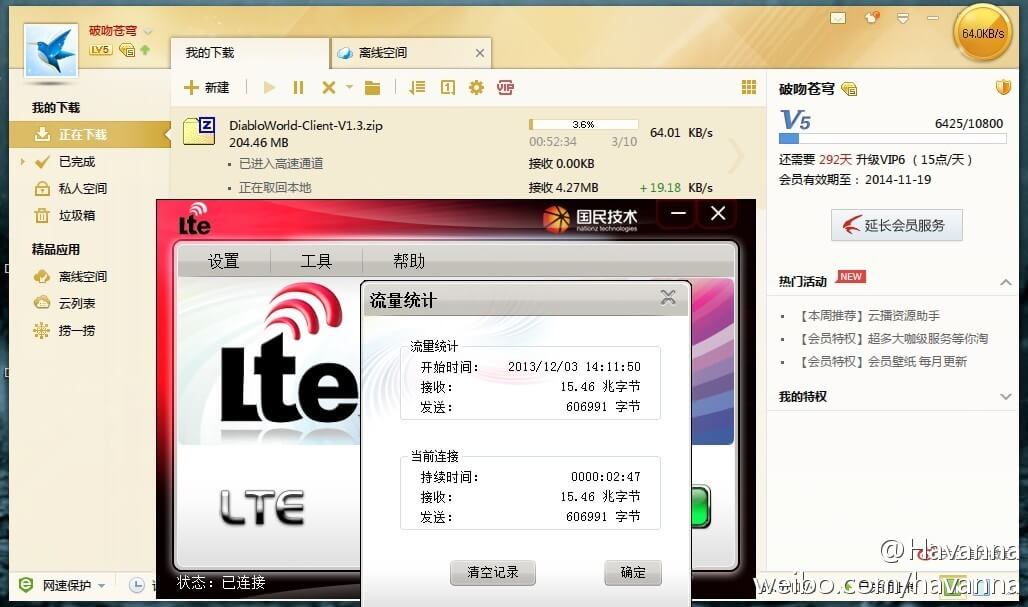 破吻苍穹
LV5
64.0KB/s
我的下载
离线空间
新建
VIP
我的下载
正在下载
已完成
私人空间
垃圾箱
精品应用
离线空间
云列表
捞一捞
DiabloWorld-Client-V1.3.zip
204.46 MB
3.6%
00:52:34 3/10
64.01 KB/s
已进入高速通道
接收 0.00KB
正在取回本地
接收 4.27MB
+19.18 KB/s
破吻苍穹
V5
6425/10800
还需要 292天 升级VIP6 （15点/天）
会员有效期至： 2014-11-19
延长会员服务
热门活动 NEW
【本周推荐】云播资源助手
【会员特权】超多大咖级服务等你淘
【会员特权】会员壁纸 每月更新
我的特权
Lte
国民技术
nationz technologies
设置 工具 帮助
Lte
LTE
状态：已连接
流量统计
流量统计
开始时间： 2013/12/03 14:11:50
接收： 15.46 兆字节
发送： 606991 字节
当前连接
持续时间： 0000:02:47
接收： 15.46 兆字节
发送： 606991 字节
清空记录
确定
网速保护
@Havanna
weibo.com/havanna